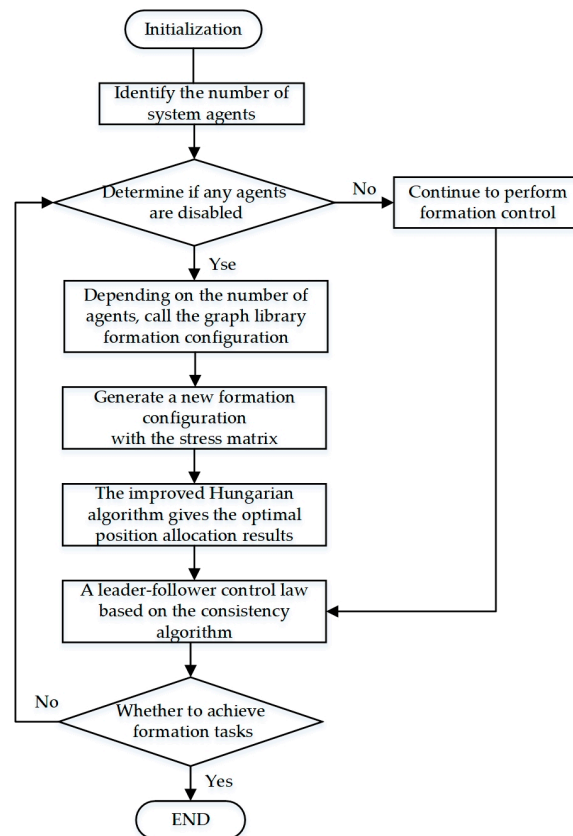 Initialization
Identify the number of
system agents
Determine if any agents
are disabled
No
Continue to perform
formation control
Yse
Depending on the number of
agents, call the graph library
formation configuration
Generate a new formation
configuration
with the stress matrix
The improved Hungarian
algorithm gives the optimal
position allocation results
A leader-follower control law
based on the consistency
algorithm
No
Whether to achieve
formation tasks
Yes
END